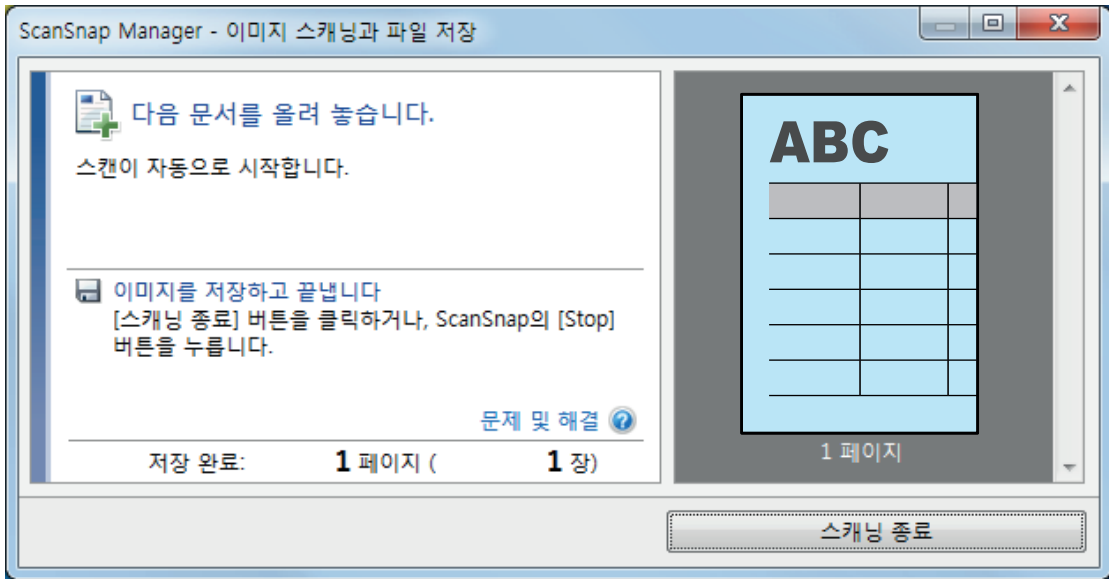 ScanSnap Manager - 이미지 스캐닝과 파일 저장
다음 문서를 올려 놓습니다.
스캔이 자동으로 시작합니다.
이미지를 저장하고 끝냅니다
[스캐닝 종료] 버튼을 클릭하거나, ScanSnap의 [Stop]
버튼을 누릅니다.
문제 및 해결
저장 완료: 1 페이지 ( 1 장)
ABC
1 페이지
스캐닝 종료